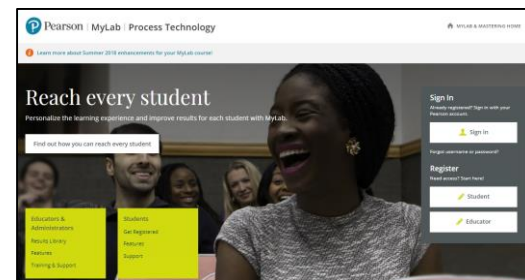 Pearson | MyLab | Process Technology
MYLAB & MASTERING HOME
Learn more about Summer 2018 enhancements for your MyLab course!
Reach every student
Personalize the learning experience and improve results for each student with MyLab.
Find out how you can reach every student
Educators &
Administrators
Results Library
Features
Training & Support
Students
Get Registered
Features
Support
Sign In
Already registered? Sign in with your
Pearson account.
Sign In
Forgot username or password?
Register
Need access? Start here!
Student
Educator